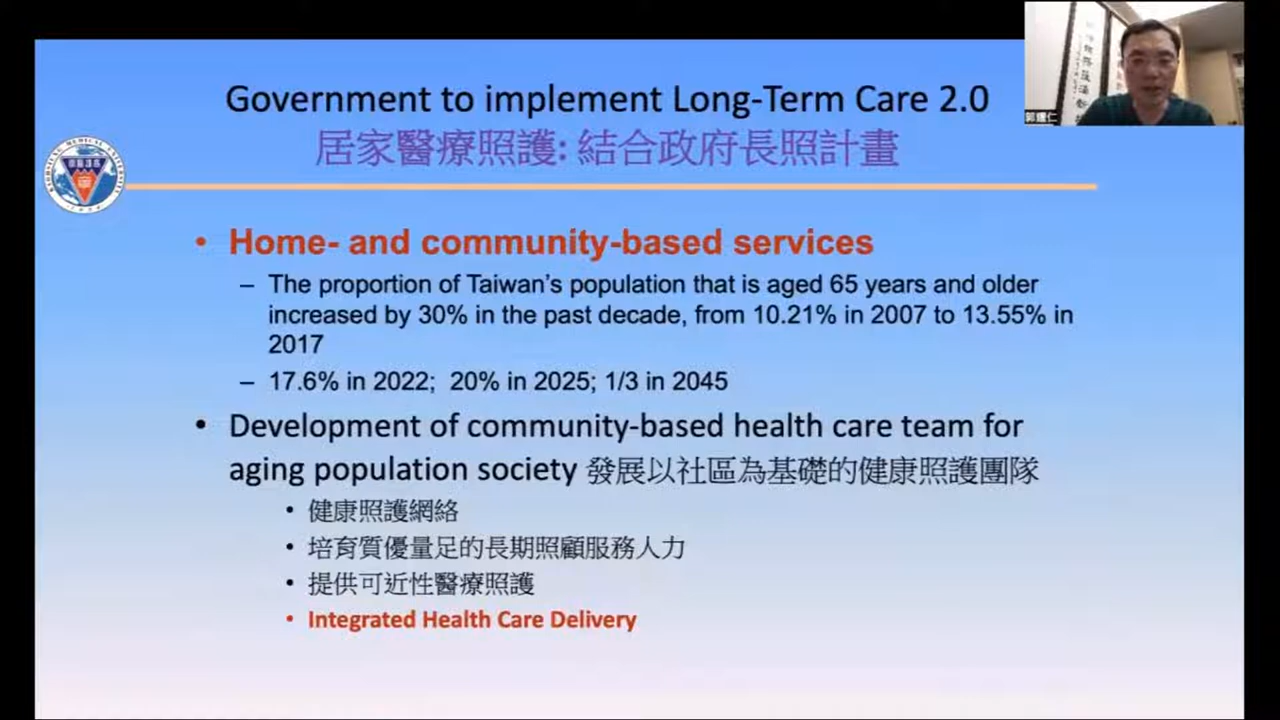 Government to implement Long-Term Care 2.0
居家醫療照護: 結合政府長照計畫
• Home- and community-based services
– The proportion of Taiwan's population that is aged 65 years and older
increased by 30% in the past decade, from 10.21% in 2007 to 13.55% in
2017
– 17.6% in 2022; 20% in 2025; 1/3 in 2045
• Development of community-based health care team for
aging population society 發展以社區為基礎的健康照護團隊
• 健康照護網絡
• 培育質優量足的長期照顧服務人力
• 提供可近性醫療照護
• Integrated Health Care Delivery